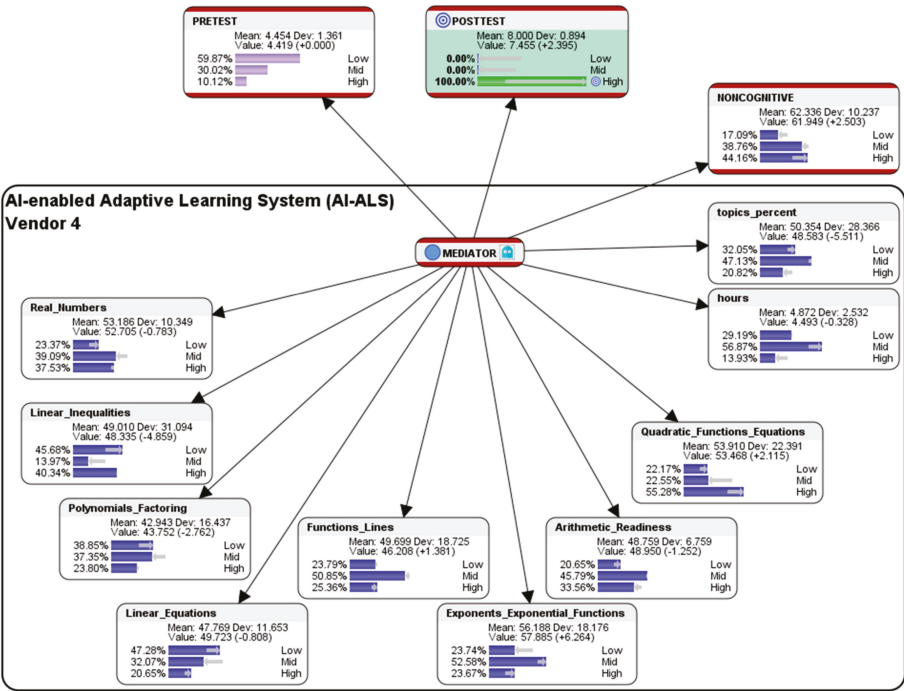 PRETEST
Mean: 4.454 Dev: 1.361
Value: 4.419 (+0.000)
59.87% Low
30.02% Mid
10.12% High
POSTTEST
Mean: 8.000 Dev: 0.894
Value: 7.455 (+2.395)
0.00% Low
0.00% Mid
100.00% High
NONCOGNITIVE
Mean: 62.336 Dev: 10.237
Value: 61.949 (+2.503)
17.09% Low
38.76% Mid
44.16% High
AI-enabled Adaptive Learning System (AI-ALS)
Vendor 4
MEDIATOR
topics_percent
Mean: 50.354 Dev: 28.366
Value: 48.583 (-5.511)
32.05% Low
47.13% Mid
20.82% High
hours
Mean: 4.872 Dev: 2.532
Value: 4.493 (-0.328)
29.19% Low
56.87% Mid
13.93% High
Real_Numbers
Mean: 53.186 Dev: 10.349
Value: 52.705 (-0.783)
23.37% Low
39.09% Mid
37.53% High
Linear_Inequalities
Mean: 49.010 Dev: 31.094
Value: 48.335 (-4.859)
45.68% Low
13.97% Mid
40.34% High
Quadratic_Functions_Equations
Mean: 53.910 Dev: 22.391
Value: 53.468 (+2.115)
22.17% Low
22.55% Mid
55.28% High
Polynomials_Factoring
Mean: 42.943 Dev: 16.437
Value: 43.752 (-2.762)
38.85% Low
37.35% Mid
23.80% High
Functions_Lines
Mean: 49.699 Dev: 18.725
Value: 46.208 (+1.381)
23.79% Low
50.85% Mid
25.36% High
Arithmetic_Readiness
Mean: 48.759 Dev: 6.759
Value: 48.950 (-1.252)
20.65% Low
45.79% Mid
33.56% High
Linear_Equations
Mean: 47.769 Dev: 11.653
Value: 49.723 (-0.808)
47.28% Low
32.07% Mid
20.65% High
Exponents_Exponential_Functions
Mean: 56.188 Dev: 18.176
Value: 57.885 (+6.264)
23.74% Low
52.58% Mid
23.67% High